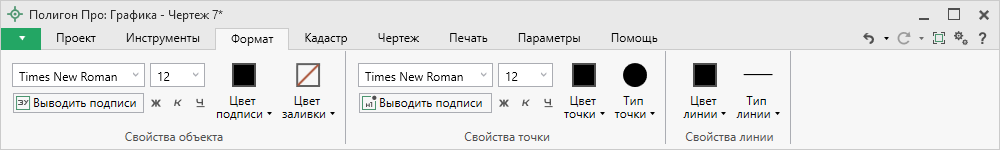 Полигон Про: Графика - Чертеж 7*
Проект Инструменты Формат Кадастр Чертеж Печать Параметры Помощь ?
Times New Roman 12 Times New Roman 12
ЗУ Выводить подписи Ж К Ч Цвет подписи Цвет заливки н1 Выводить подписи Ж К Ч Цвет точки Тип точки Цвет линии Тип линии
Свойства объекта Свойства точки Свойства линии